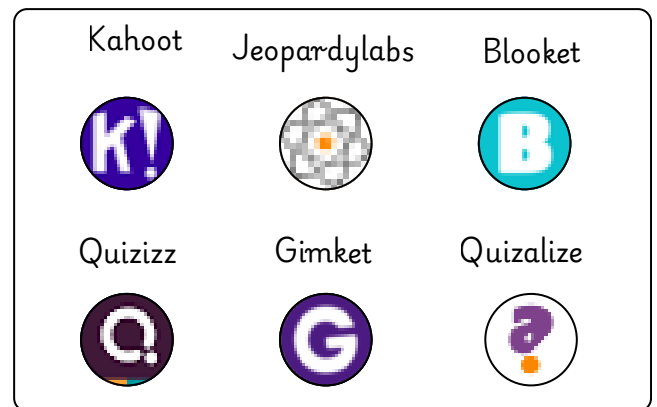 Kahoot Jeopardylabs Blooket
K! B
Quizizz Gimket Quizalize
Q G ?